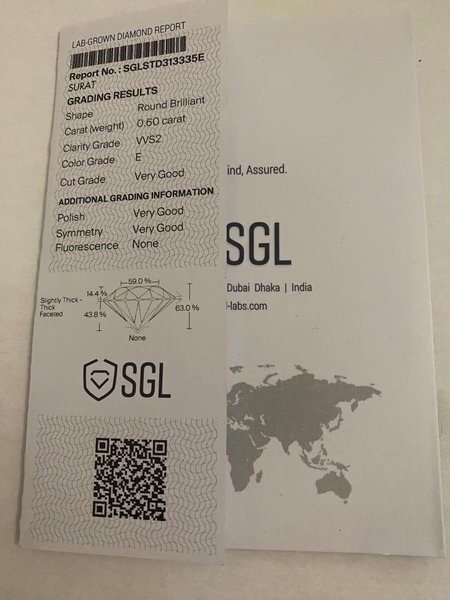 LAB-GROWN DIAMOND REPORT
Report No. : SGLSTD313335E
SURAT
GRADING RESULTS
Shape Round Brilliant
Carat (weight) 0.60 carat
Clarity Grade VVS2
Color Grade E
Cut Grade Very Good
ADDITIONAL GRADING INFORMATION
Polish Very Good
Symmetry Very Good
Fluorescence None
59.0 %
14.4 %
Slightly Thick -
Thick
Faceted
43.8 %
63.0 %
None
SGL
ind, Assured.
SGL
Dubai Dhaka | India
l-labs.com